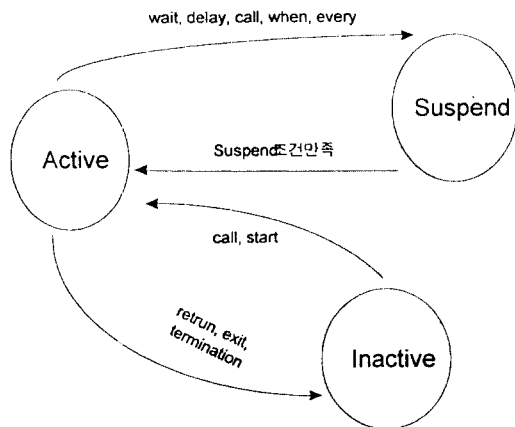 wait, delay, call, when, every
Suspend
Active
Suspend조건만족
call, start
retrun, exit,
termination
Inactive